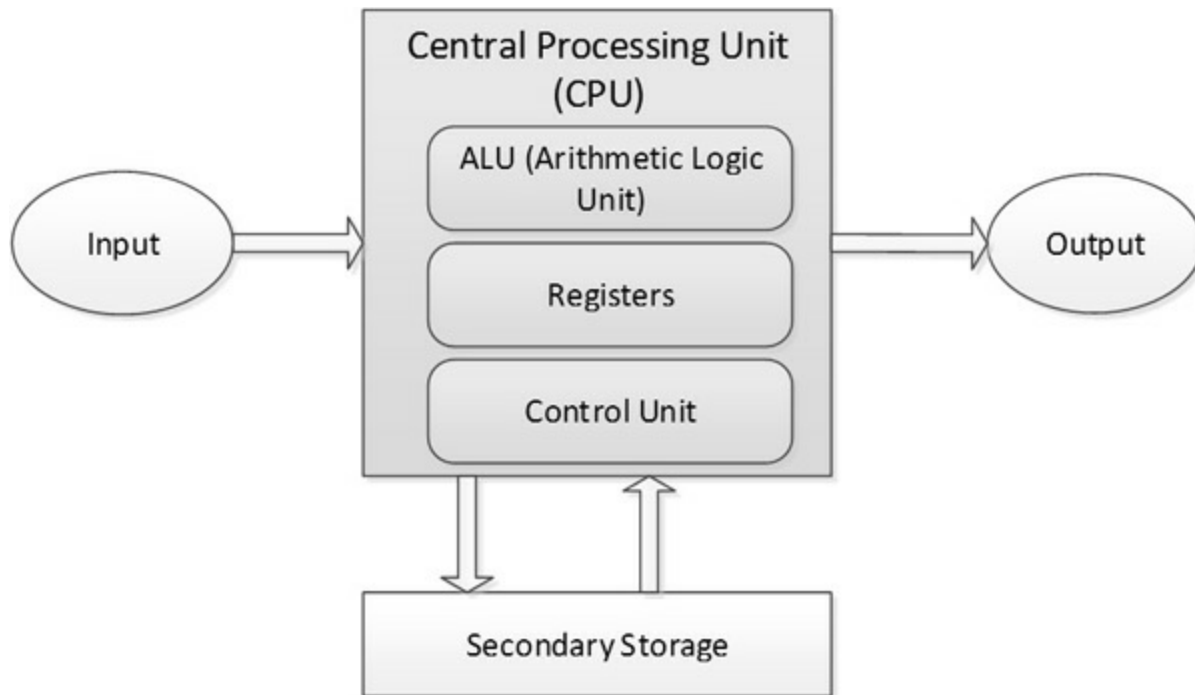 Central Processing Unit
(CPU)
ALU (Arithmetic Logic
Unit)
Input
Output
Registers
Control Unit
Secondary Storage